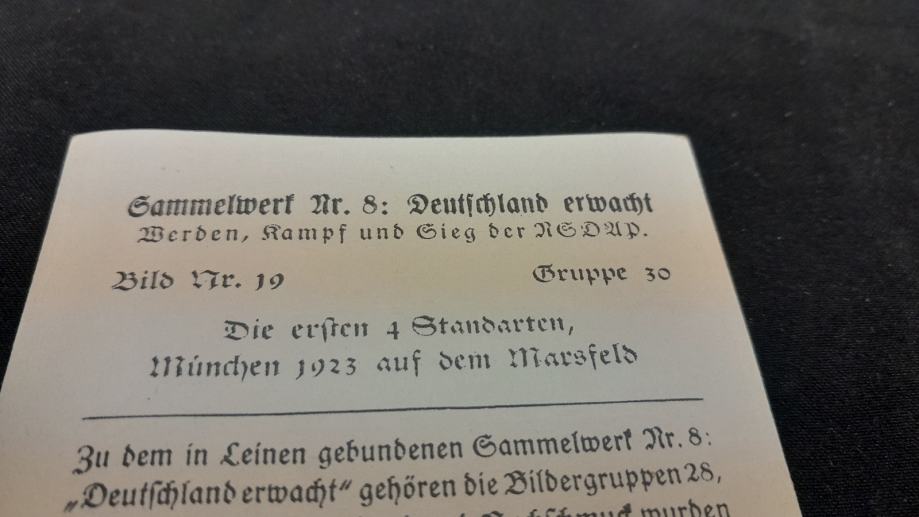 Sammelwerk Nr. 8: Deutschland erwacht
Werden, Kampf und Sieg der NSDAP.
Bild Nr. 19 Gruppe 30
Die ersten 4 Standarten,
München 1923 auf dem Marsfeld
Zu dem in Leinen gebundenen Sammelwerk Nr. 8:
„Deutschland erwacht“ gehören die Bildergruppen 28,
wurden